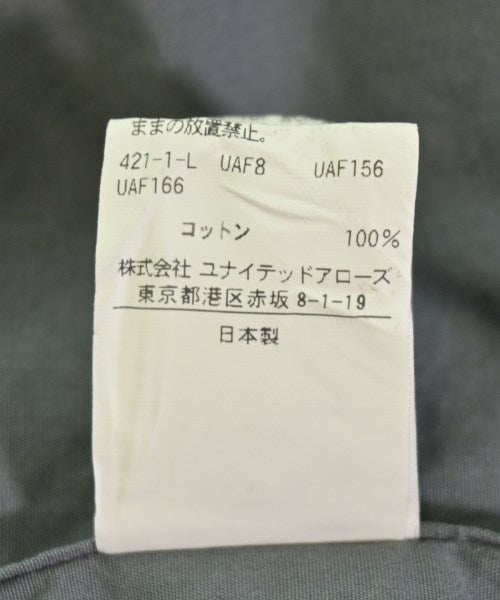 ままの放置禁止。
421-1-L UAF8 UAF156
UAF166
コットン 100%
株式会社 ユナイテッドアローズ
東京都港区赤坂 8-1-19
日本製